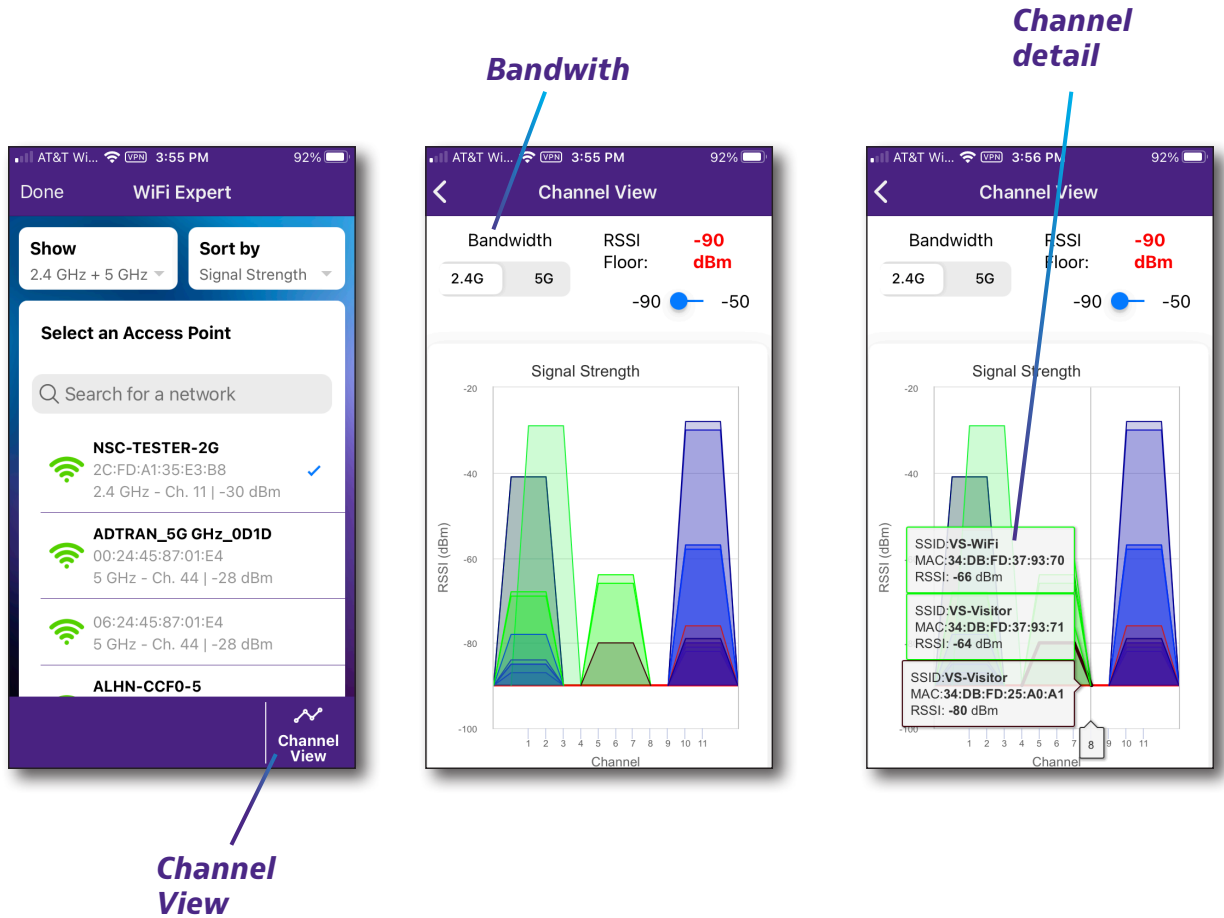 Channel
detail
Bandwith
AT&T Wi... VPN 3:55 PM 92%
Done WiFi Expert
Show
2.4 GHz + 5 GHz
Sort by
Signal Strength
Select an Access Point
Search for a network
NSC-TESTER-2G
2C:FD:A1:35:E3:B8
2.4 GHz - Ch. 11 | -30 dBm
ADTRAN_5G GHz_0D1D
00:24:45:87:01:E4
5 GHz - Ch. 44 | -28 dBm
06:24:45:87:01:E4
5 GHz - Ch. 44 | -28 dBm
ALHN-CCF0-5
Channel
View
Channel
View
AT&T Wi... VPN 3:55 PM 92%
Channel View
Bandwidth
2.4G 5G
RSSI -90
Floor: dBm
-90 -50
Signal Strength
-20
-40
-60
-80
-100
RSSI (dBm)
1 2 3 4 5 6 7 8 9 10 11
Channel
AT&T Wi... VPN 3:56 PM 92%
Channel View
Bandwidth
2.4G 5G
RSSI -90
Floor: dBm
-90 -50
Signal Strength
-20
-40
-60
-80
-100
RSSI (dBm)
SSID:VS-WiFi
MAC:34:DB:FD:37:93:70
RSSI: -66 dBm
SSID:VS-Visitor
MAC:34:DB:FD:37:93:71
RSSI: -64 dBm
SSID:VS-Visitor
MAC:34:DB:FD:25:A0:A1
RSSI: -80 dBm
1 2 3 4 5 6 7 8 9 10 11
Channel